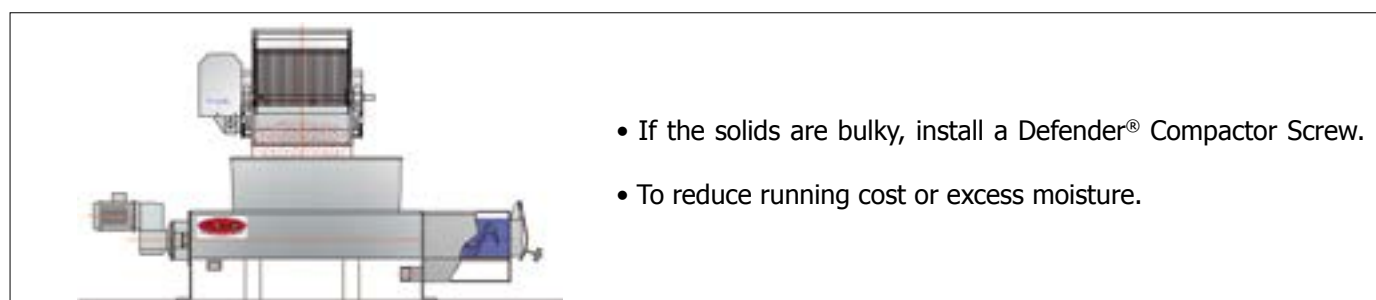 • If the solids are bulky, install a Defender® Compactor Screw.
• To reduce running cost or excess moisture.